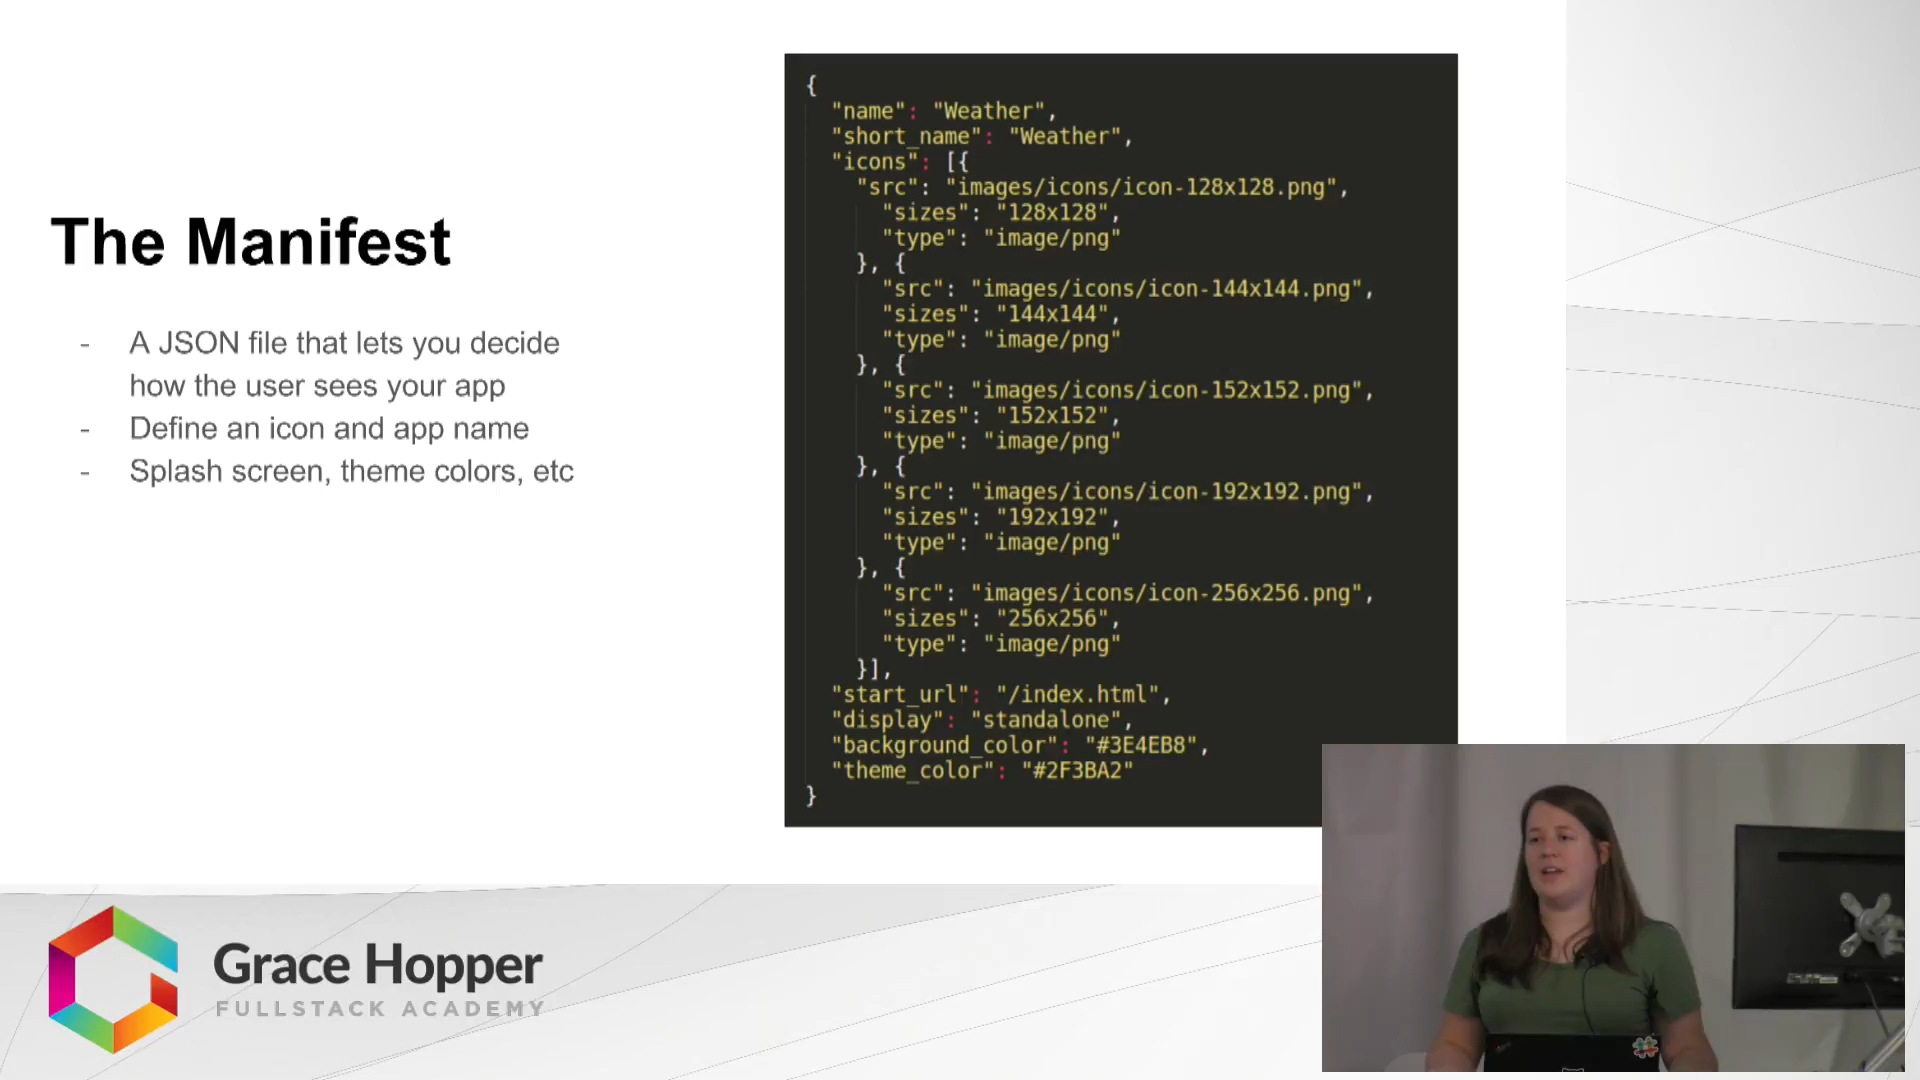 The Manifest
- A JSON file that lets you decide
how the user sees your app
- Define an icon and app name
- Splash screen, theme colors, etc
{
"name": "Weather",
"short_name": "Weather",
"icons": [{
"src": "images/icons/icon-128x128.png",
"sizes": "128x128",
"type": "image/png"
}, {
"src": "images/icons/icon-144x144.png",
"sizes": "144x144",
"type": "image/png"
}, {
"src": "images/icons/icon-152x152.png",
"sizes": "152x152",
"type": "image/png"
}, {
"src": "images/icons/icon-192x192.png",
"sizes": "192x192",
"type": "image/png"
}, {
"src": "images/icons/icon-256x256.png",
"sizes": "256x256",
"type": "image/png"
}],
"start_url": "/index.html",
"display": "standalone",
"background_color": "#3E4EB8",
"theme_color": "#2F3BA2"
}
Grace Hopper
FULLSTACK ACADEMY